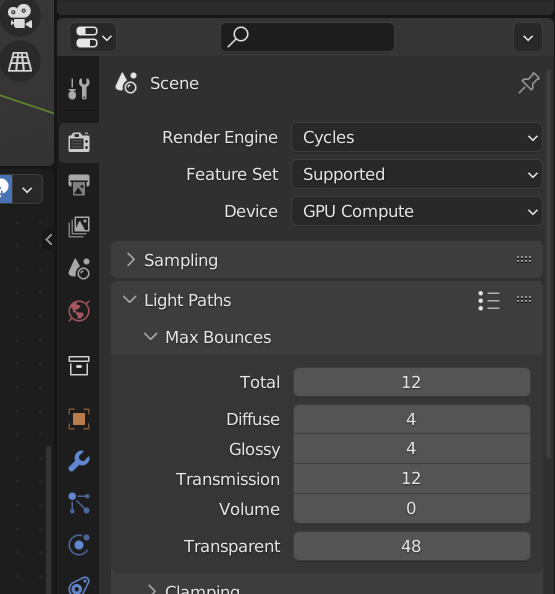 Scene
Render Engine Cycles
Feature Set Supported
Device GPU Compute
Sampling
Light Paths
Max Bounces
Total 12
Diffuse 4
Glossy 4
Transmission 12
Volume 0
Transparent 48
Clamping